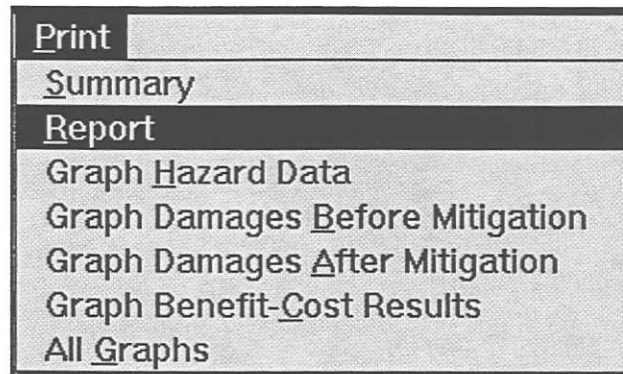 Print
Summary
Report
Graph Hazard Data
Graph Damages Before Mitigation
Graph Damages After Mitigation
Graph Benefit-Cost Results
All Graphs